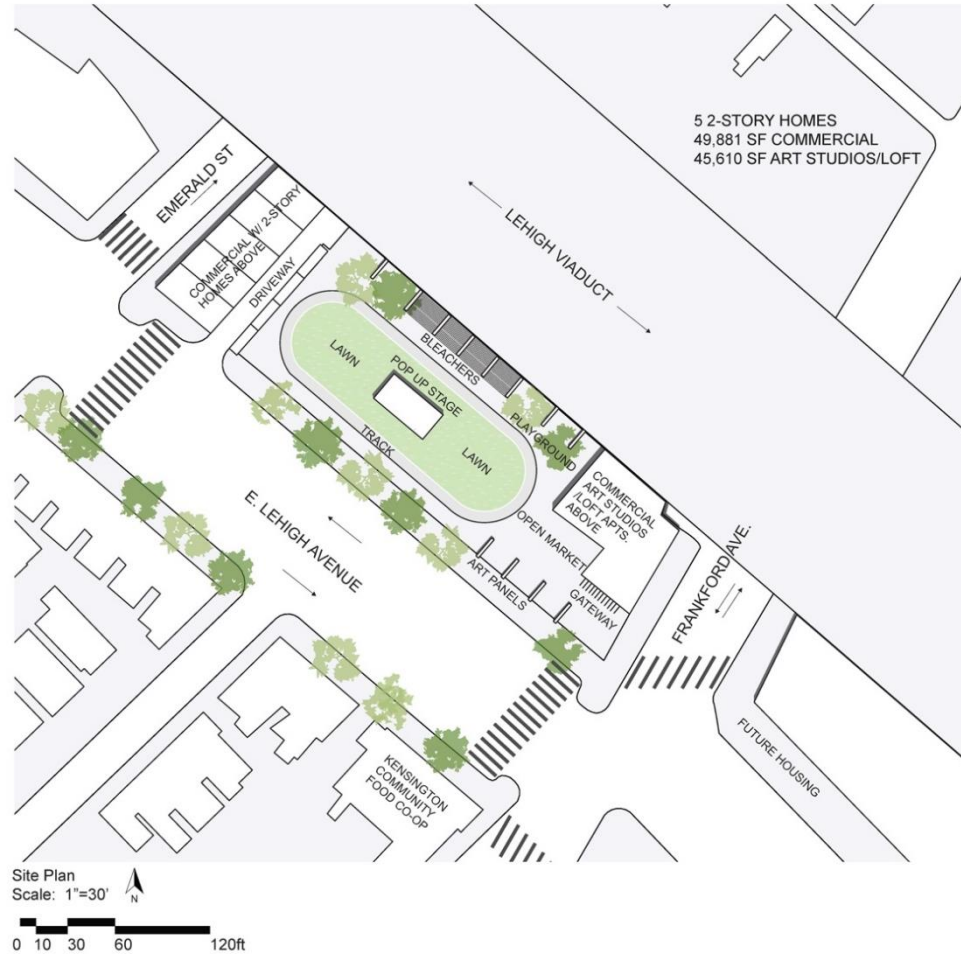 5 2-STORY HOMES
49,881 SF COMMERCIAL
45,610 SF ART STUDIOS/LOFT
EMERALD ST
LEHIGH VIADUCT
COMMERCIAL W/ 2-STORY
HOMES ABOVE
DRIVEWAY
BLEACHERS
LAWN
POP UP STAGE
PLAYGROUND
TRACK
LAWN
COMMERCIAL
ART STUDIOS
/LOFT APTS.
ABOVE
OPEN MARKET
E. LEHIGH AVENUE
ART PANELS
GATEWAY
FRANKFORD AVE.
FUTURE HOUSING
KENSINGTON
COMMUNITY
FOOD CO-OP
Site Plan
Scale: 1"=30'
N
0 10 30 60 120ft